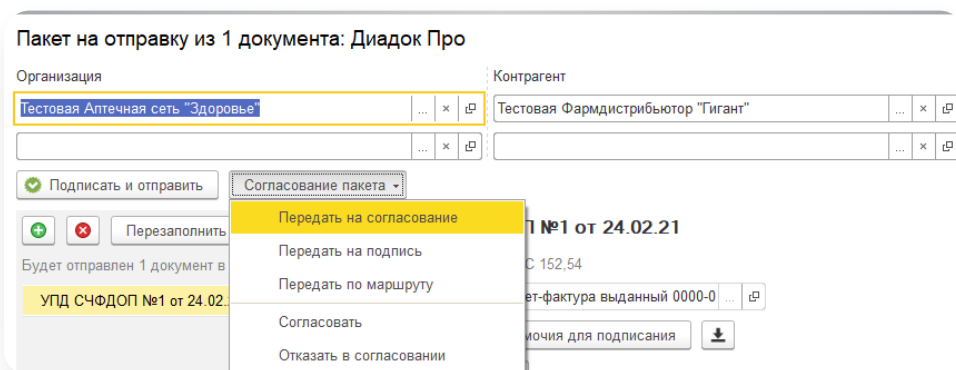 Пакет на отправку из 1 документа: Диадок Про
Организация
Контрагент
Тестовая Аптечная сеть "Здоровье"
Тестовая Фармдистрибьютор "Гигант"
Подписать и отправить
Согласование пакета
Передать на согласование
Передать на подпись
Передать по маршруту
Согласовать
Отказать в согласовании
Перезаполнить
№1 от 24.02.21
Будет отправлен 1 документ в
С 152,54
УПД СЧФДОП №1 от 24.02.
ет-фактура выданный 0000-0
мочия для подписания